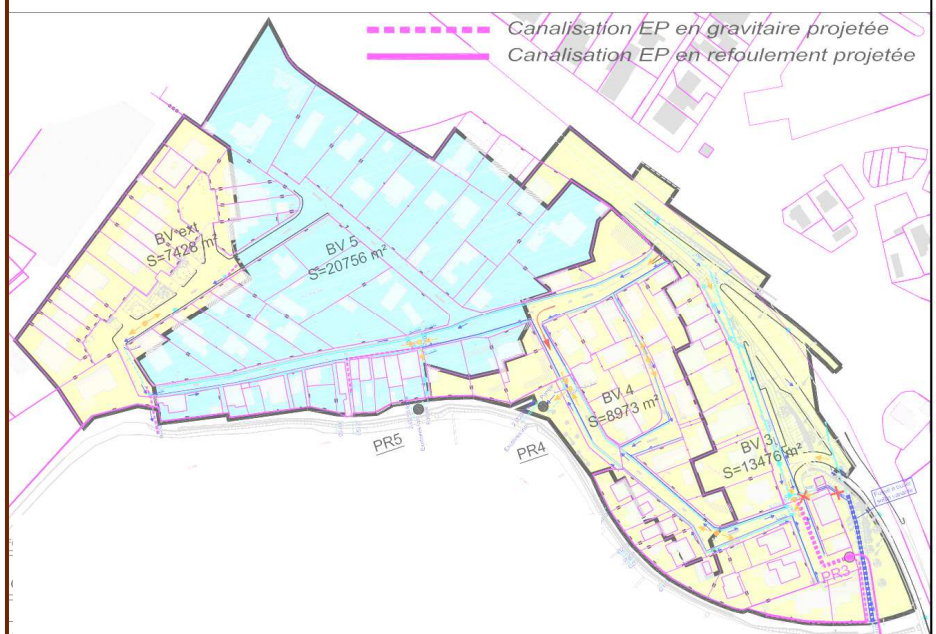 Canalisation EP en gravitaire projetée
Canalisation EP en refoulement projetée
BV ext
S=7428 m²
BV 5
S=20756 m²
BV 4
S=8973 m²
BV 3
S=13476 m²
PR5
PR4
PR3